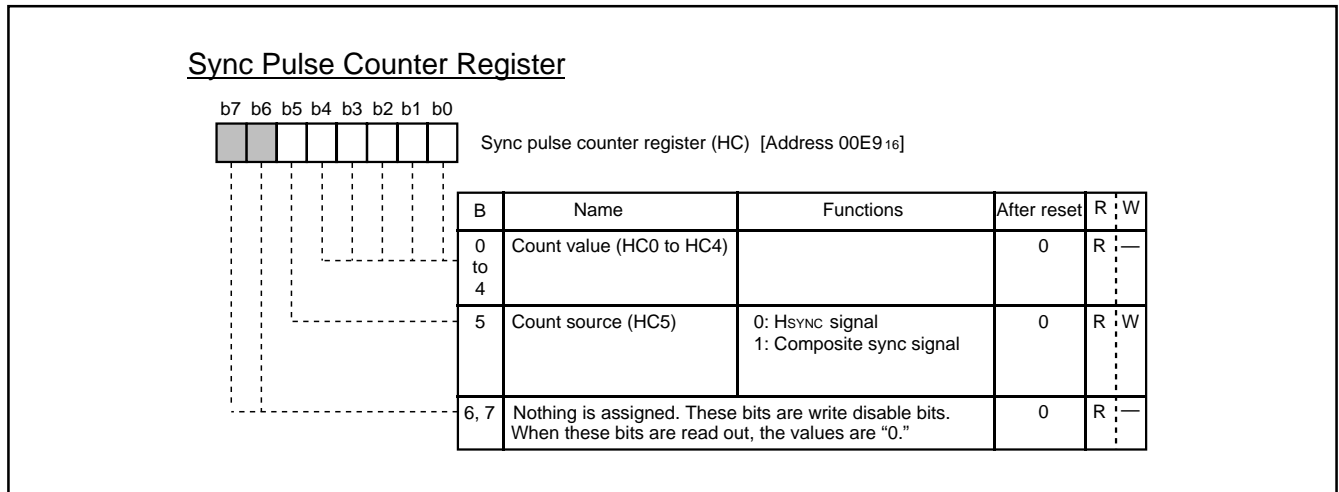 Sync Pulse Counter Register
b7 b6 b5 b4 b3 b2 b1 b0
Sync pulse counter register (HC) [Address 00E916]
B Name Functions After reset R W
0 to 4 Count value (HC0 to HC4) 0 R —
5 Count source (HC5) 0: HSYNC signal 0 R W
1: Composite sync signal
6, 7 Nothing is assigned. These bits are write disable bits. 0 R —
When these bits are read out, the values are “0.”